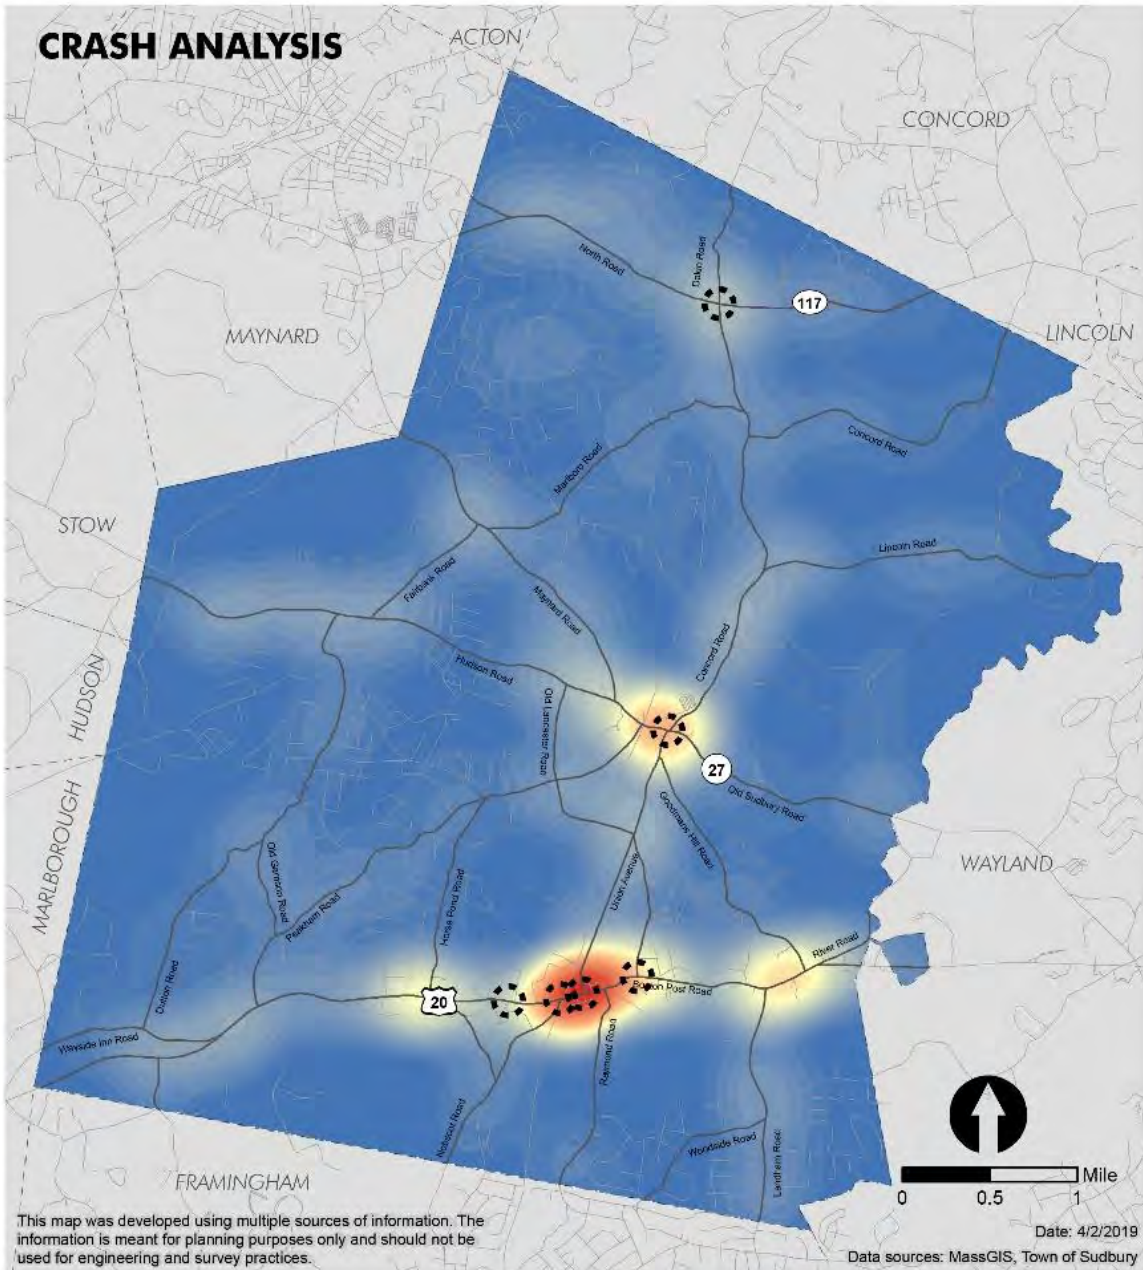 CRASH ANALYSIS
ACTON
CONCORD
North Road
Dakin Road
117
MAYNARD
LINCOLN
Marlboro Road
Concord Road
STOW
Lincoln Road
Fairbank Road
Maynard Road
Concord Road
Hudson Road
HUDSON
Old Lancaster Road
27
Old Sudbury Road
Goodmans Hill Road
MARLBOROUGH
WAYLAND
Old Garrison Road
Union Avenue
Peakham Road
Horse Pond Road
River Road
Dutton Road
20
Boston Post Road
Wayside Inn Road
Raymond Road
Nobscot Road
Woodside Road
Landham Road
FRAMINGHAM
Mile
0 0.5 1
This map was developed using multiple sources of information. The
information is meant for planning purposes only and should not be
used for engineering and survey practices.
Date: 4/2/2019
Data sources: MassGIS, Town of Sudbury